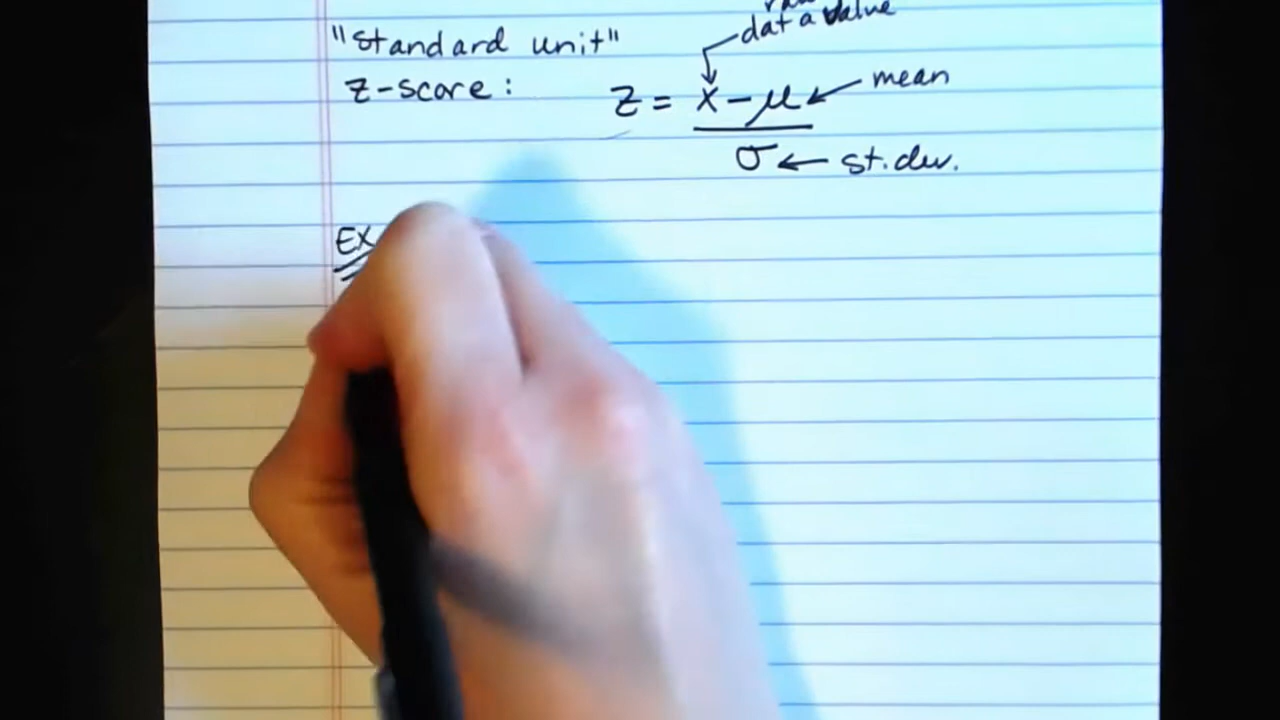 data value
"Standard unit"
z-score: z = x - μ ← mean
σ ← st.dev.
EX